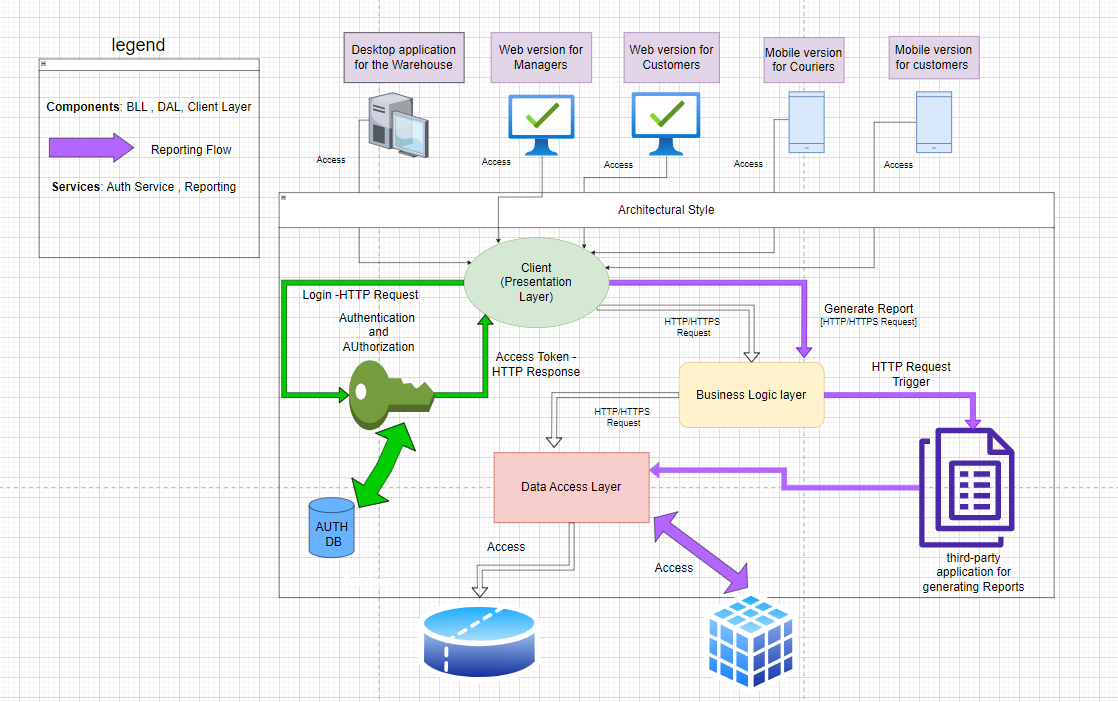 legend
Components: BLL , DAL, Client Layer
Reporting Flow
Services: Auth Service , Reporting
Desktop application
for the Warehouse
Web version for
Managers
Web version for
Customers
Mobile version
for Couriers
Mobile version
for customers
Access
Access
Access
Access
Access
Architectural Style
Client
(Presentation
Layer)
Login -HTTP Request
Authentication
and
AUthorization
Access Token -
HTTP Response
HTTP/HTTPS
Request
Generate Report
[HTTP/HTTPS Request]
Business Logic layer
HTTP Request
Trigger
HTTP/HTTPS
Request
Data Access Layer
AUTH
DB
Access
Access
third-party
application for
generating Reports